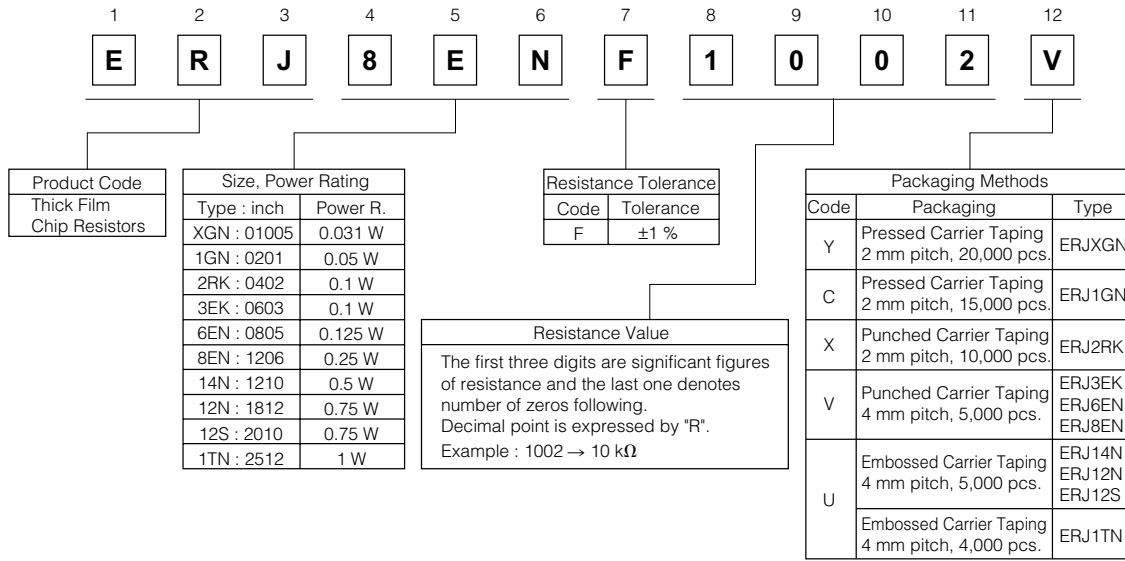 1 2 3 4 5 6 7 8 9 10 11 12
E R J 8 E N F 1 0 0 2 V
Product Code
Thick Film
Chip Resistors
Size, Power Rating
Type : inch Power R.
XGN : 01005 0.031 W
1GN : 0201 0.05 W
2RK : 0402 0.1 W
3EK : 0603 0.1 W
6EN : 0805 0.125 W
8EN : 1206 0.25 W
14N : 1210 0.5 W
12N : 1812 0.75 W
12S : 2010 0.75 W
1TN : 2512 1 W
Resistance Tolerance
Code Tolerance
F ±1 %
Resistance Value
The first three digits are significant figures
of resistance and the last one denotes
number of zeros following.
Decimal point is expressed by "R".
Example : 1002 → 10 kΩ
Packaging Methods
Code Packaging Type
Y Pressed Carrier Taping
2 mm pitch, 20,000 pcs. ERJXGN
C Pressed Carrier Taping
2 mm pitch, 15,000 pcs. ERJ1GN
X Punched Carrier Taping
2 mm pitch, 10,000 pcs. ERJ2RK
V Punched Carrier Taping
4 mm pitch, 5,000 pcs.
ERJ3EK
ERJ6EN
ERJ8EN
U Embossed Carrier Taping
4 mm pitch, 5,000 pcs.
ERJ14N
ERJ12N
ERJ12S
Embossed Carrier Taping
4 mm pitch, 4,000 pcs. ERJ1TN